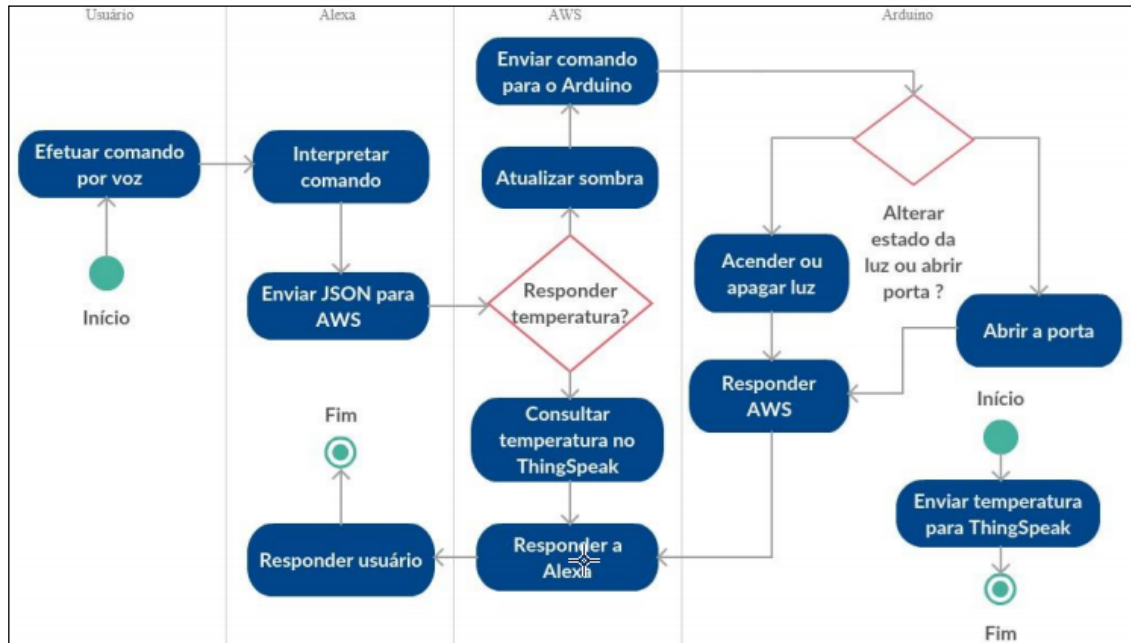 Usuário
Alexa
AWS
Arduino
Efetuar comando
por voz
Início
Interpretar
comando
Enviar JSON para
AWS
Fim
Responder usuário
Enviar comando
para o Arduino
Atualizar sombra
Responder
temperatura?
Consultar
temperatura no
ThingSpeak
Responder a
Alexa
Alterar
estado da
luz ou abrir
porta ?
Acender ou
apagar luz
Abrir a porta
Responder
AWS
Início
Enviar temperatura
para ThingSpeak
Fim